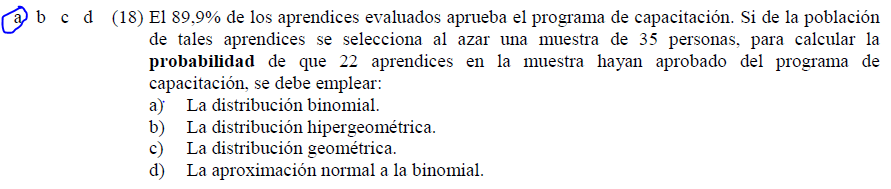 a b c d (18) El 89,9% de los aprendices evaluados aprueba el programa de capacitación. Si de la población
de tales aprendices se selecciona al azar una muestra de 35 personas, para calcular la
probabilidad de que 22 aprendices en la muestra hayan aprobado del programa de
capacitación, se debe emplear:
a) La distribución binomial.
b) La distribución hipergeométrica.
c) La distribución geométrica.
d) La aproximación normal a la binomial.